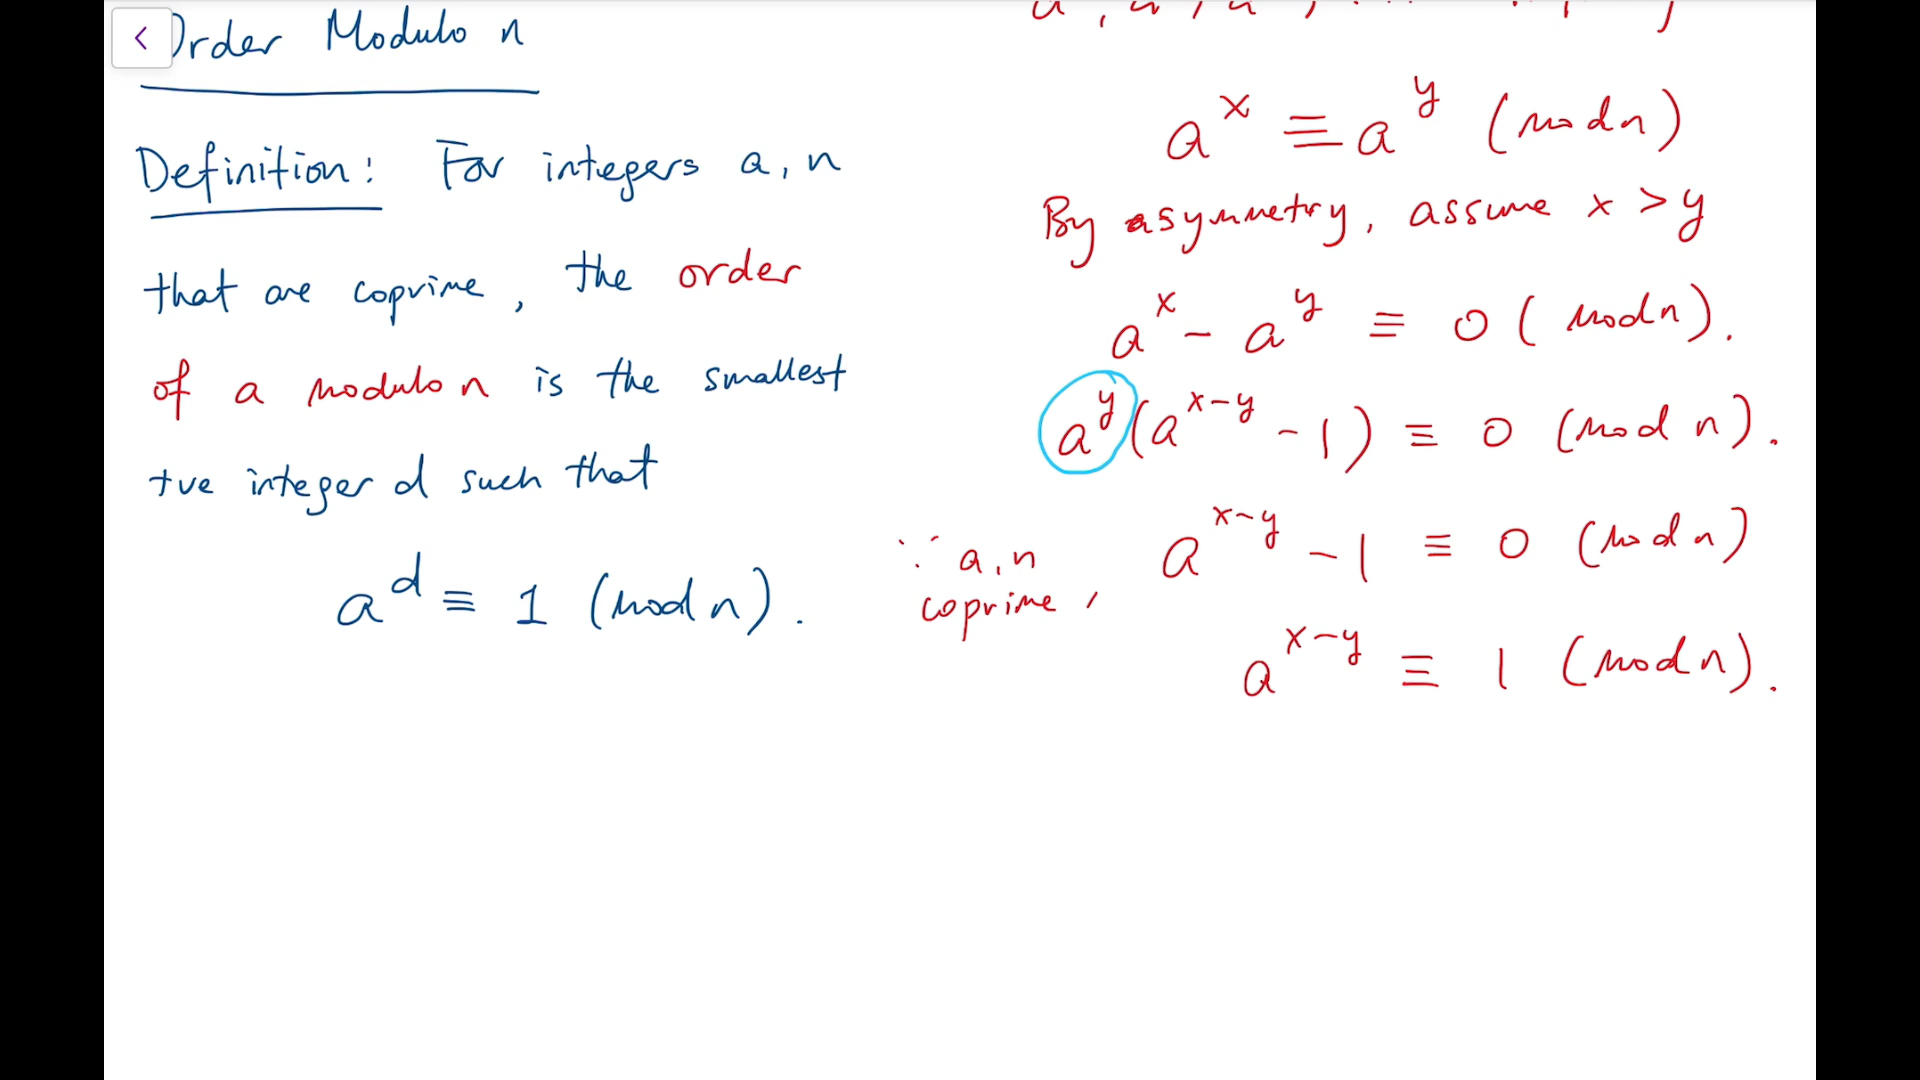 Order Modulo n
Definition: For integers a, n
that are coprime, the order
of a modulo n is the smallest
+ve integer d such that
a^d ≡ 1 (mod n).
a^x ≡ a^y (mod n)
By symmetry, assume x > y
a^x - a^y ≡ 0 (mod n).
a^y (a^{x-y} - 1) ≡ 0 (mod n).
∵ a, n
coprime,
a^{x-y} - 1 ≡ 0 (mod n)
a^{x-y} ≡ 1 (mod n).